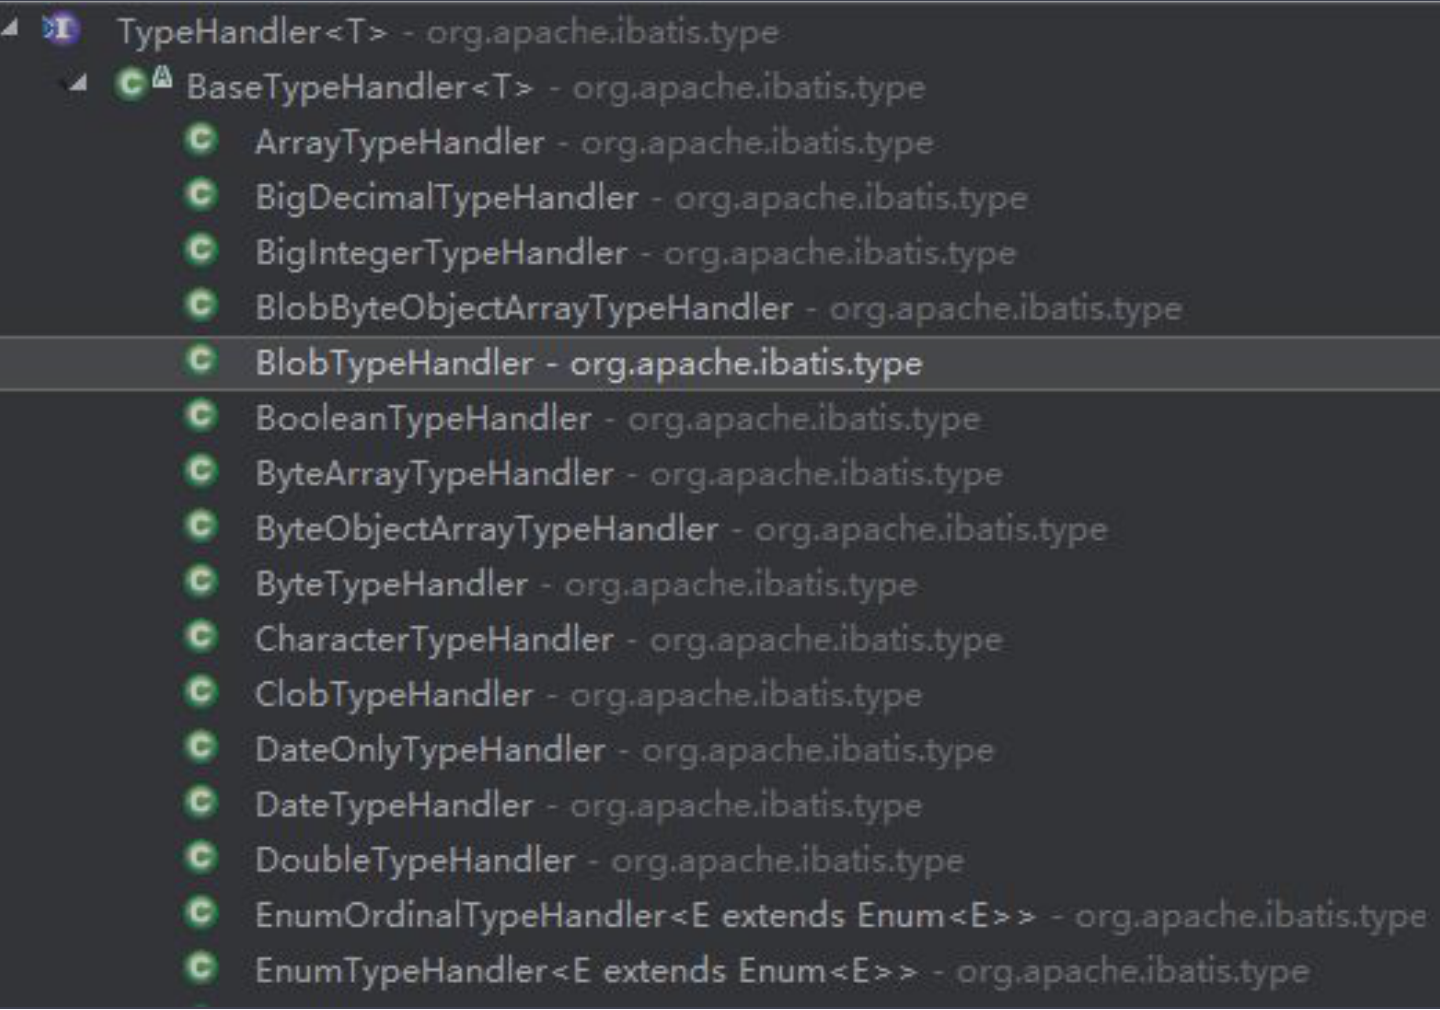 TypeHandler<T> - org.apache.ibatis.type
BaseTypeHandler<T> - org.apache.ibatis.type
ArrayTypeHandler - org.apache.ibatis.type
BigDecimalTypeHandler - org.apache.ibatis.type
BigIntegerTypeHandler - org.apache.ibatis.type
BlobByteObjectArrayTypeHandler - org.apache.ibatis.type
BlobTypeHandler - org.apache.ibatis.type
BooleanTypeHandler - org.apache.ibatis.type
ByteArrayTypeHandler - org.apache.ibatis.type
ByteObjectArrayTypeHandler - org.apache.ibatis.type
ByteTypeHandler - org.apache.ibatis.type
CharacterTypeHandler - org.apache.ibatis.type
ClobTypeHandler - org.apache.ibatis.type
DateOnlyTypeHandler - org.apache.ibatis.type
DateTypeHandler - org.apache.ibatis.type
DoubleTypeHandler - org.apache.ibatis.type
EnumOrdinalTypeHandler<E extends Enum<E>> - org.apache.ibatis.type
EnumTypeHandler<E extends Enum<E>> - org.apache.ibatis.type